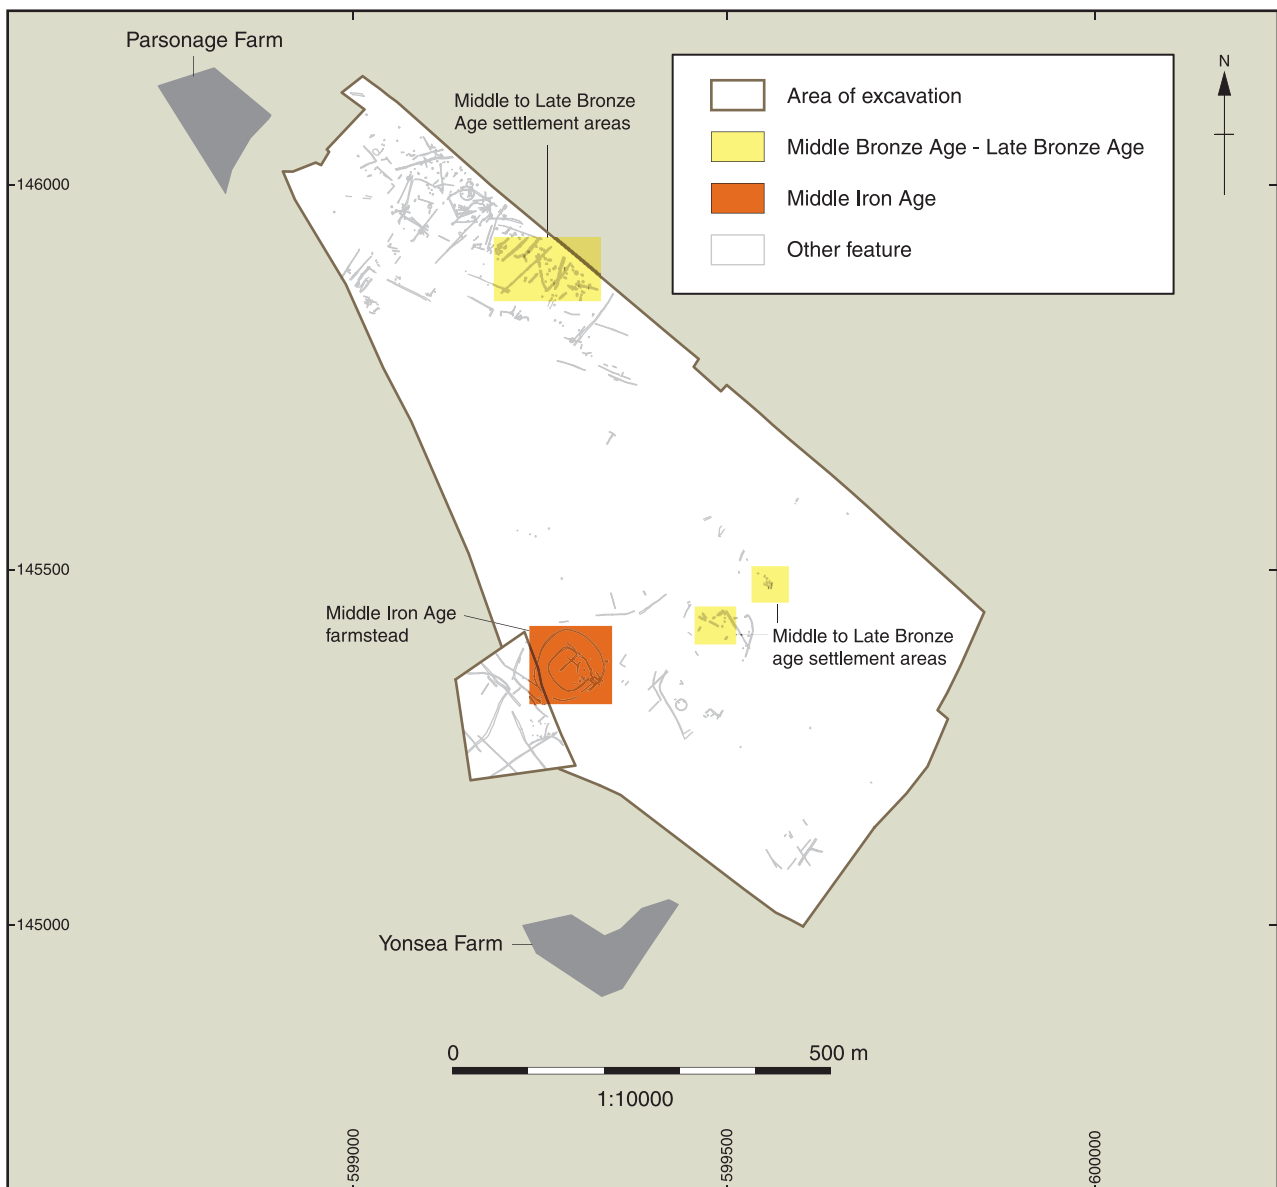 Parsonage Farm
Middle to Late Bronze
Age settlement areas
N
Area of excavation
Middle Bronze Age - Late Bronze Age
Middle Iron Age
Other feature
146000
145500
Middle Iron Age
farmstead
Middle to Late Bronze
age settlement areas
145000
Yonsea Farm
0
500 m
1:10000
599000
599500
600000